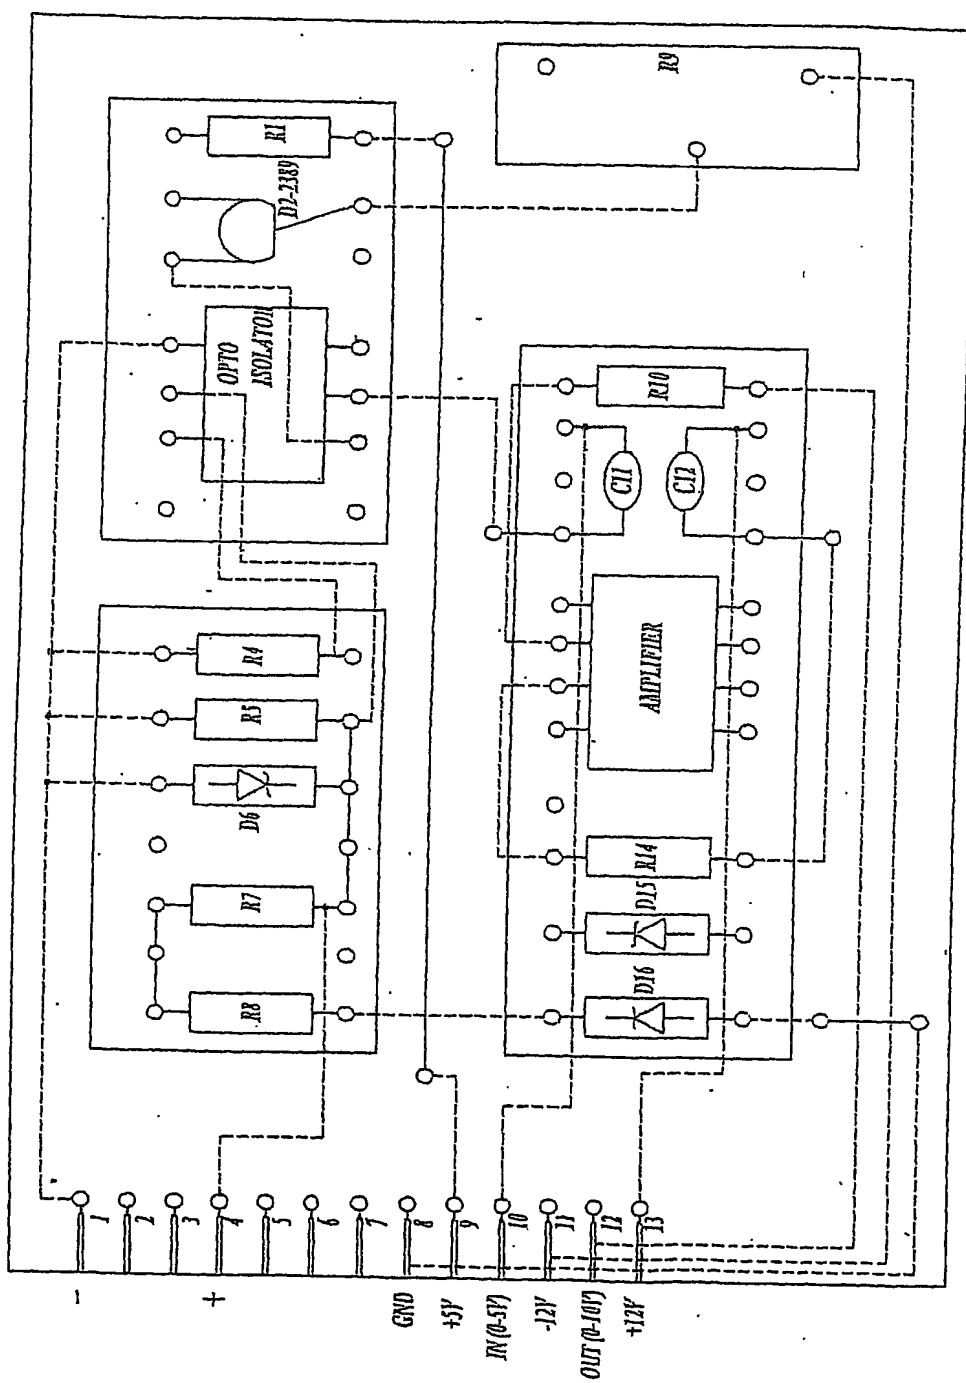 R9
R1
D2-2389
OPTO
ISOLATOR
R10
C11
C12
R4
R5
D6
R7
R8
AMPLIFIER
R14
D15
D16
1
2
3
4
5
6
7
8
9
10
11
12
13
-
+
GND
+5V
IN (0-5V)
-12V
OUT (0-10V)
+12V